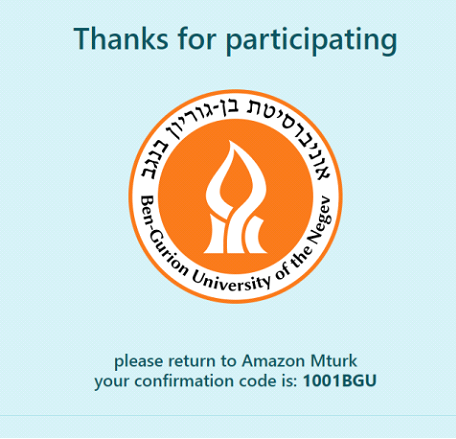 Thanks for participating
אוניברסיטת בן-גוריון בנגב
Ben-Gurion University of the Negev
please return to Amazon Mturk
your confirmation code is: 1001BGU